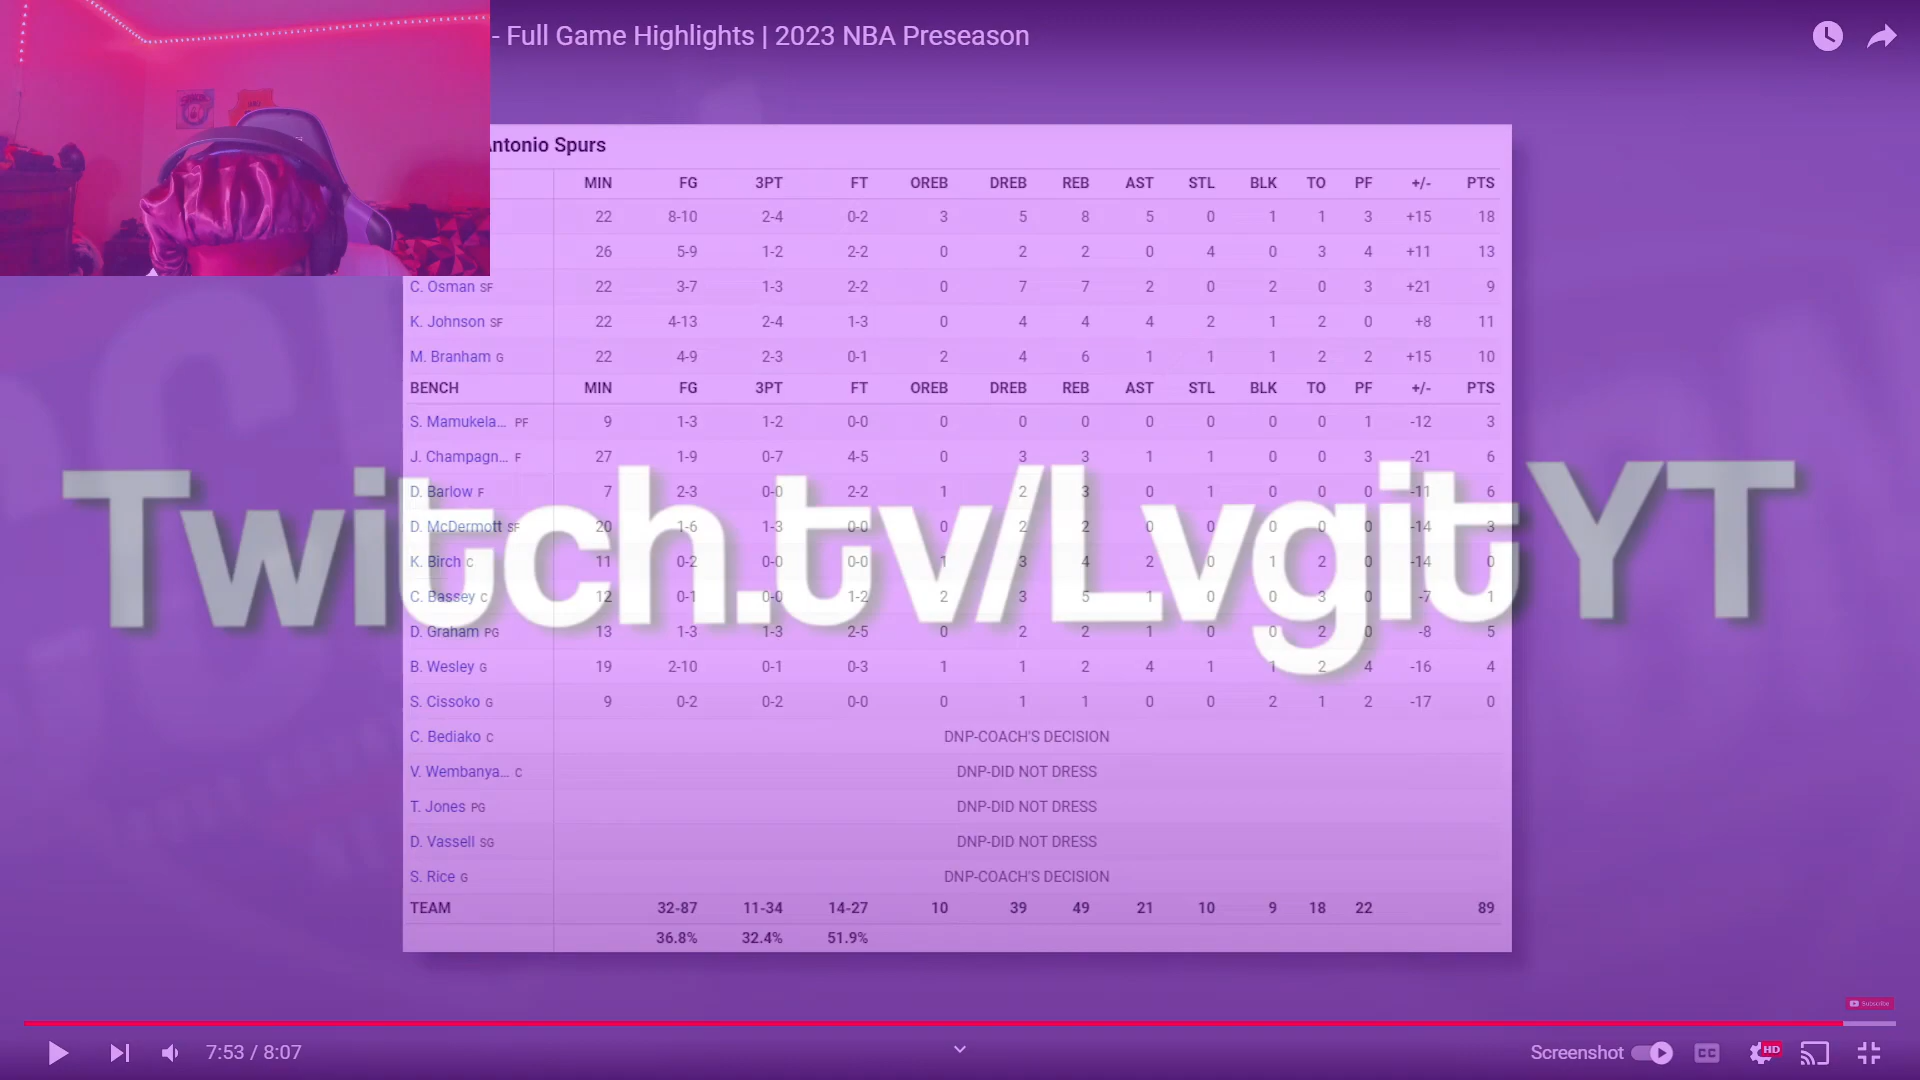 - Full Game Highlights | 2023 NBA Preseason
Antonio Spurs
MIN FG 3PT FT OREB DREB REB AST STL BLK TO PF +/- PTS
22 8-10 2-4 0-2 3 5 8 5 0 1 1 3 +15 18
26 5-9 1-2 2-2 0 2 2 0 4 0 3 4 +11 13
C. Osman SF 22 3-7 1-3 2-2 0 7 7 2 0 2 0 3 +21 9
K. Johnson SF 22 4-13 2-4 1-3 0 4 4 4 2 1 2 0 +8 11
M. Branham G 22 4-9 2-3 0-1 2 4 6 1 1 1 2 2 +15 10
BENCH MIN FG 3PT FT OREB DREB REB AST STL BLK TO PF +/- PTS
S. Mamukela... PF 9 1-3 1-2 0-0 0 0 0 0 0 0 0 1 -12 3
J. Champagn... F 27 1-9 0-7 4-5 0 3 3 1 1 0 0 3 -21 6
D. Barlow F 7 2-3 0-0 2-2 1 2 3 0 1 0 0 0 -11 6
D. McDermott SF 20 1-6 1-3 0-0 0 2 2 0 0 0 0 0 -14 3
Twitch.tv/LvgitYT
K. Birch C 11 0-2 0-0 0-0 1 3 4 2 0 1 2 0 -14 0
C. Bassey C 12 0-1 0-0 1-2 2 3 5 1 0 0 3 0 -7 1
D. Graham PG 13 1-3 1-3 2-5 0 2 2 1 0 0 2 0 -8 5
B. Wesley G 19 2-10 0-1 0-3 1 1 2 4 1 1 2 4 -16 4
S. Cissoko G 9 0-2 0-2 0-0 0 1 1 0 0 2 1 2 -17 0
C. Bediako C DNP-COACH'S DECISION
V. Wembanya... C DNP-DID NOT DRESS
T. Jones PG DNP-DID NOT DRESS
D. Vassell SG DNP-DID NOT DRESS
S. Rice G DNP-COACH'S DECISION
TEAM 32-87 11-34 14-27 10 39 49 21 10 9 18 22 89
36.8% 32.4% 51.9%
Subscribe
7:53 / 8:07 Screenshot CC HD